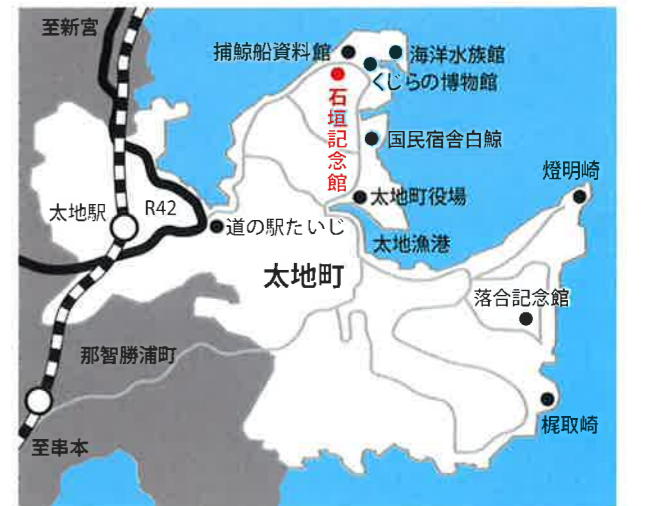 至新宮
捕鯨船資料館
海洋水族館
くじらの博物館
石垣記念館
国民宿舎白鯨
燈明崎
太地駅
R42
太地町役場
道の駅たいじ
太地漁港
太地町
落合記念館
那智勝浦町
梶取崎
至串本